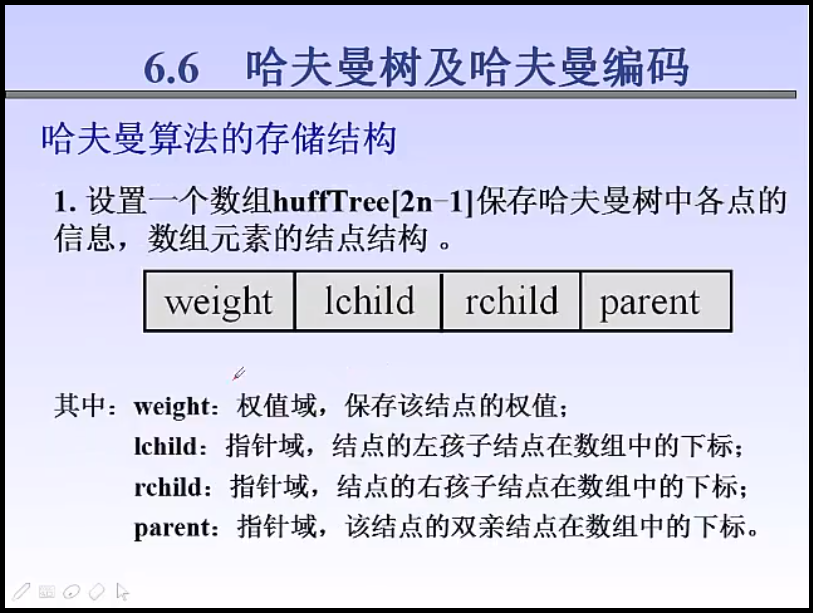 6.6 哈夫曼树及哈夫曼编码
哈夫曼算法的存储结构
1. 设置一个数组huffTree[2n-1]保存哈夫曼树中各点的
信息，数组元素的结点结构 。
weight lchild rchild parent
其中：weight：权值域，保存该结点的权值；
lchild：指针域，结点的左孩子结点在数组中的下标；
rchild：指针域，结点的右孩子结点在数组中的下标；
parent：指针域，该结点的双亲结点在数组中的下标。